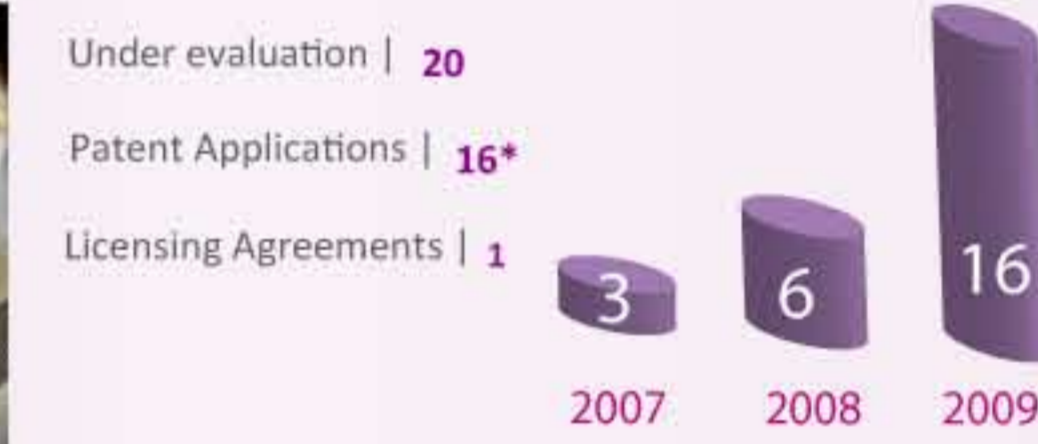 Under evaluation | 20
Patent Applications | 16*
Licensing Agreements | 1
3 6 16
2007 2008 2009